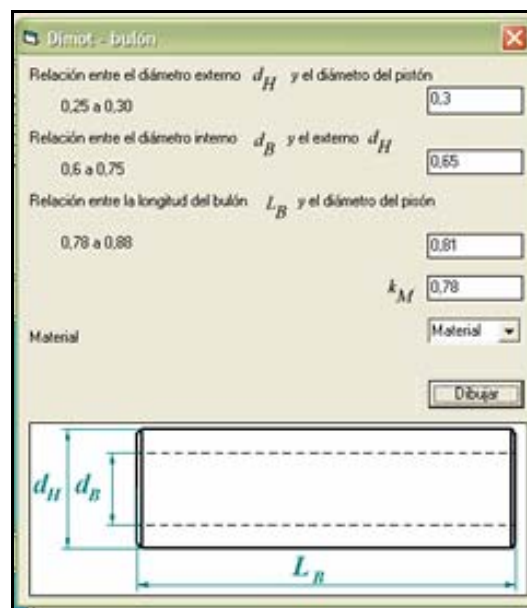 Dimot - bulón
Relación entre el diámetro externo d_H y el diámetro del pistón
0,25 a 0,30
0,3
Relación entre el diámetro interno d_B y el externo d_H
0,6 a 0,75
0,65
Relación entre la longitud del bulón L_B y el diámetro del pisón
0,78 a 0,88
0,81
k_M 0,78
Material Material
Dibujar
d_H d_B
L_B